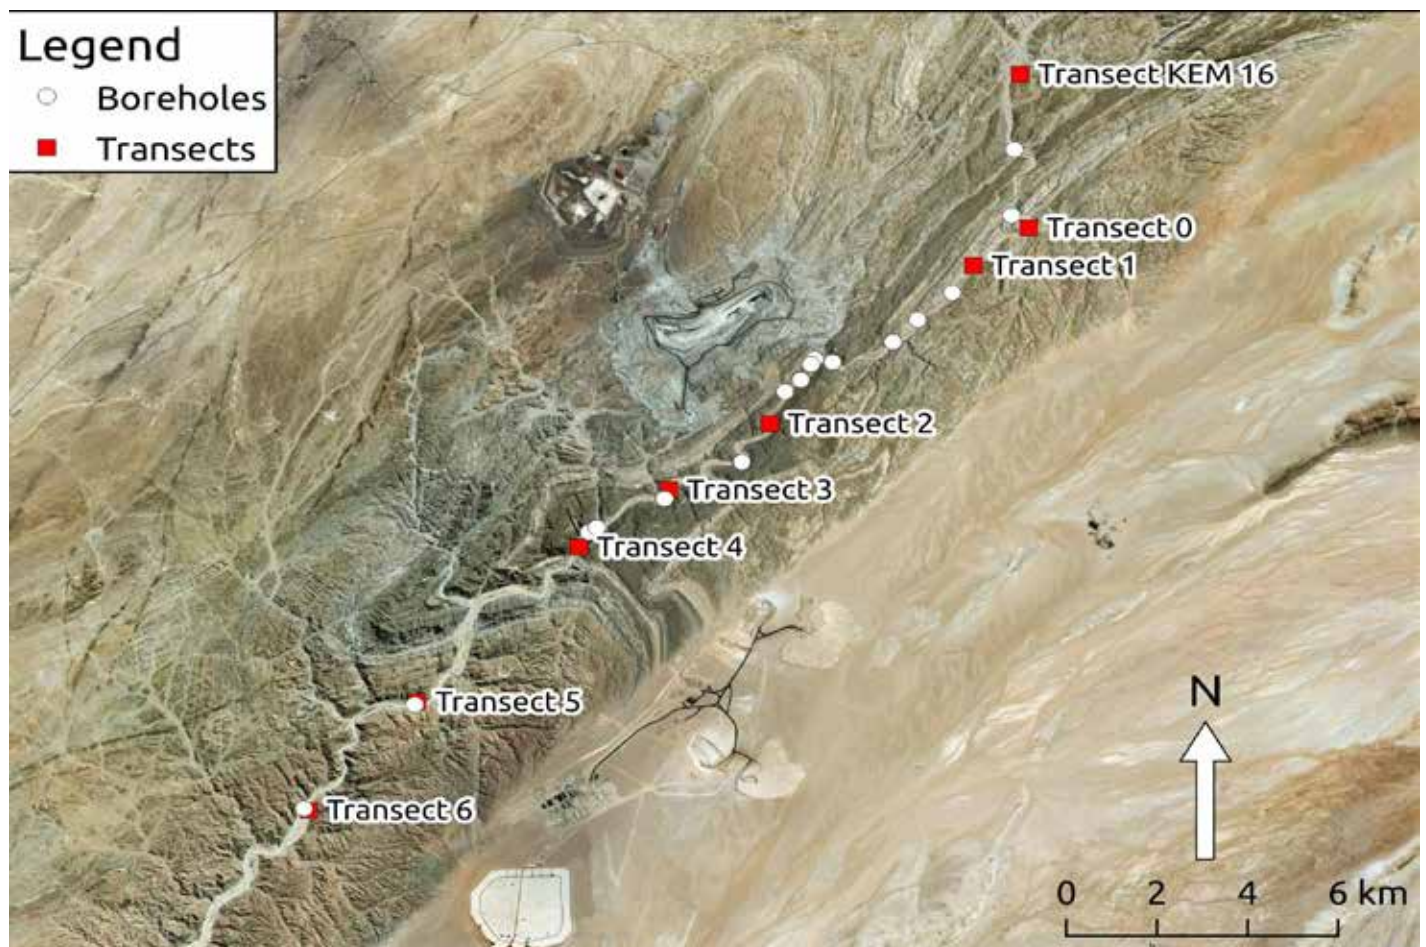 Legend
Boreholes
Transects
Transect KEM 16
Transect 0
Transect 1
Transect 2
Transect 3
Transect 4
Transect 5
Transect 6
N
0 2 4 6 km